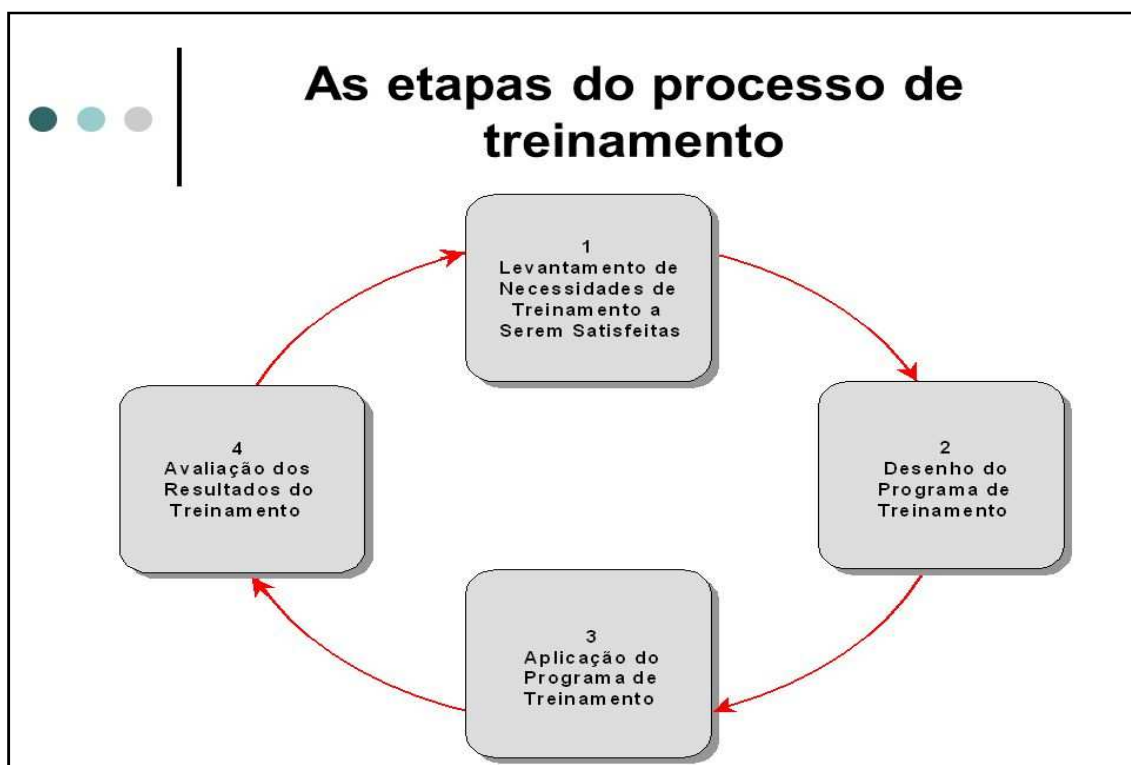 As etapas do processo de
treinamento
1
Levantamento de
Necessidades de
Treinamento a
Serem Satisfeitas
2
Desenho do
Programa de
Treinamento
3
Aplicação do
Programa de
Treinamento
4
Avaliação dos
Resultados do
Treinamento